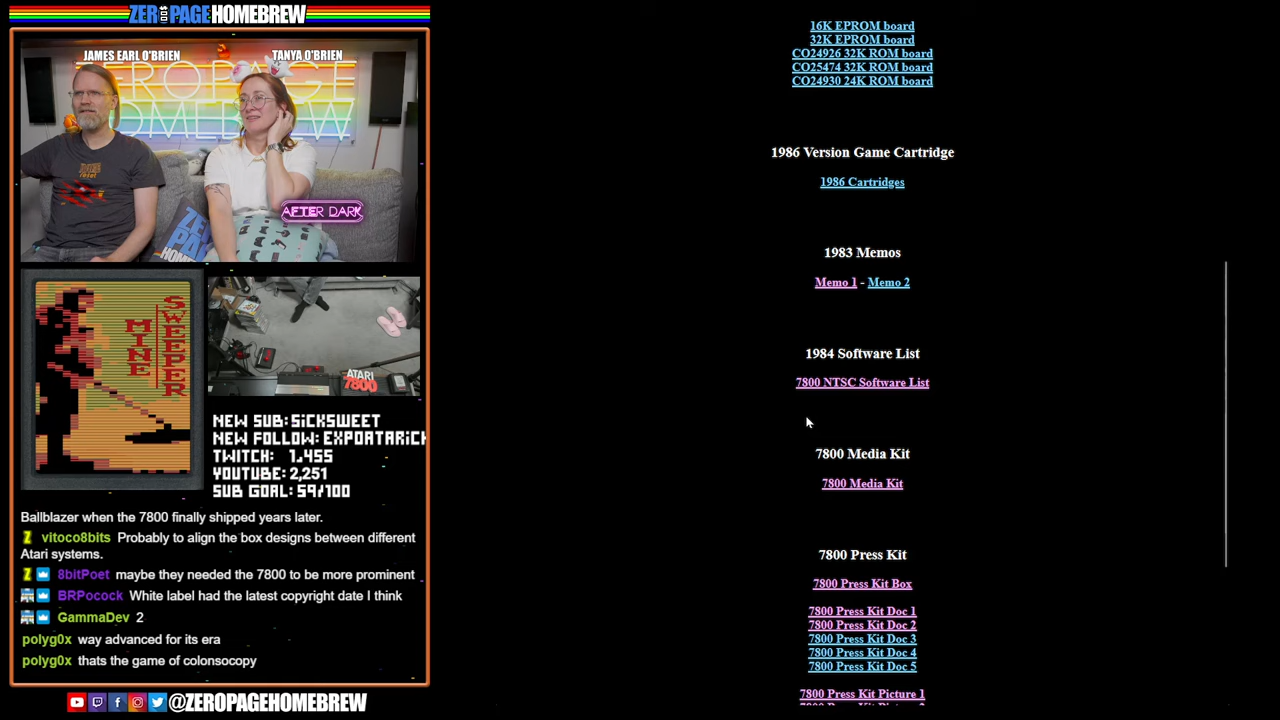 ZER PAGE HOMEBREW
JAMES EARL O'BRIEN
TANYA O'BRIEN
AFTER DARK
MINE
SWEEPER
ATARI
7800
NEW SUB: SICKSWEET
NEW FOLLOW: EXPOATARICH
TWITCH: 1,455
YOUTUBE: 2,251
SUB GOAL: 59/100
Ballblazer when the 7800 finally shipped years later.
vitoco8bits Probably to align the box designs between different
Atari systems.
8bitPoet maybe they needed the 7800 to be more prominent
BRPocock White label had the latest copyright date I think
GammaDev 2
polyg0x way advanced for its era
polyg0x thats the game of colonsocopy
@ZEROPAGEHOMEBREW
16K EPROM board
32K EPROM board
CO24926 32K ROM board
CO25474 32K ROM board
CO24930 24K ROM board
1986 Version Game Cartridge
1986 Cartridges
1983 Memos
Memo 1 - Memo 2
1984 Software List
7800 NTSC Software List
7800 Media Kit
7800 Media Kit
7800 Press Kit
7800 Press Kit Box
7800 Press Kit Doc 1
7800 Press Kit Doc 2
7800 Press Kit Doc 3
7800 Press Kit Doc 4
7800 Press Kit Doc 5
7800 Press Kit Picture 1